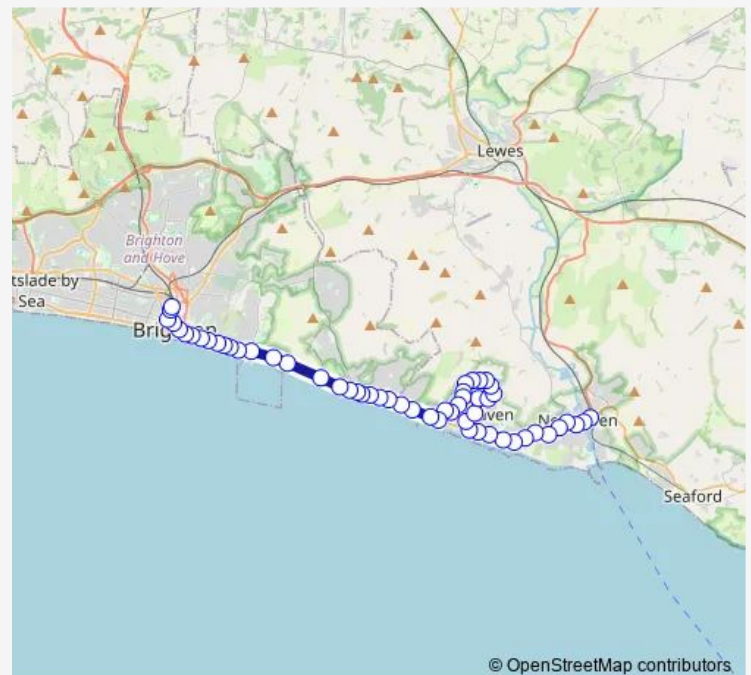 Lewes
Brighton
and Hove
tslade by
Sea
Seaford
© OpenStreetMap contributors